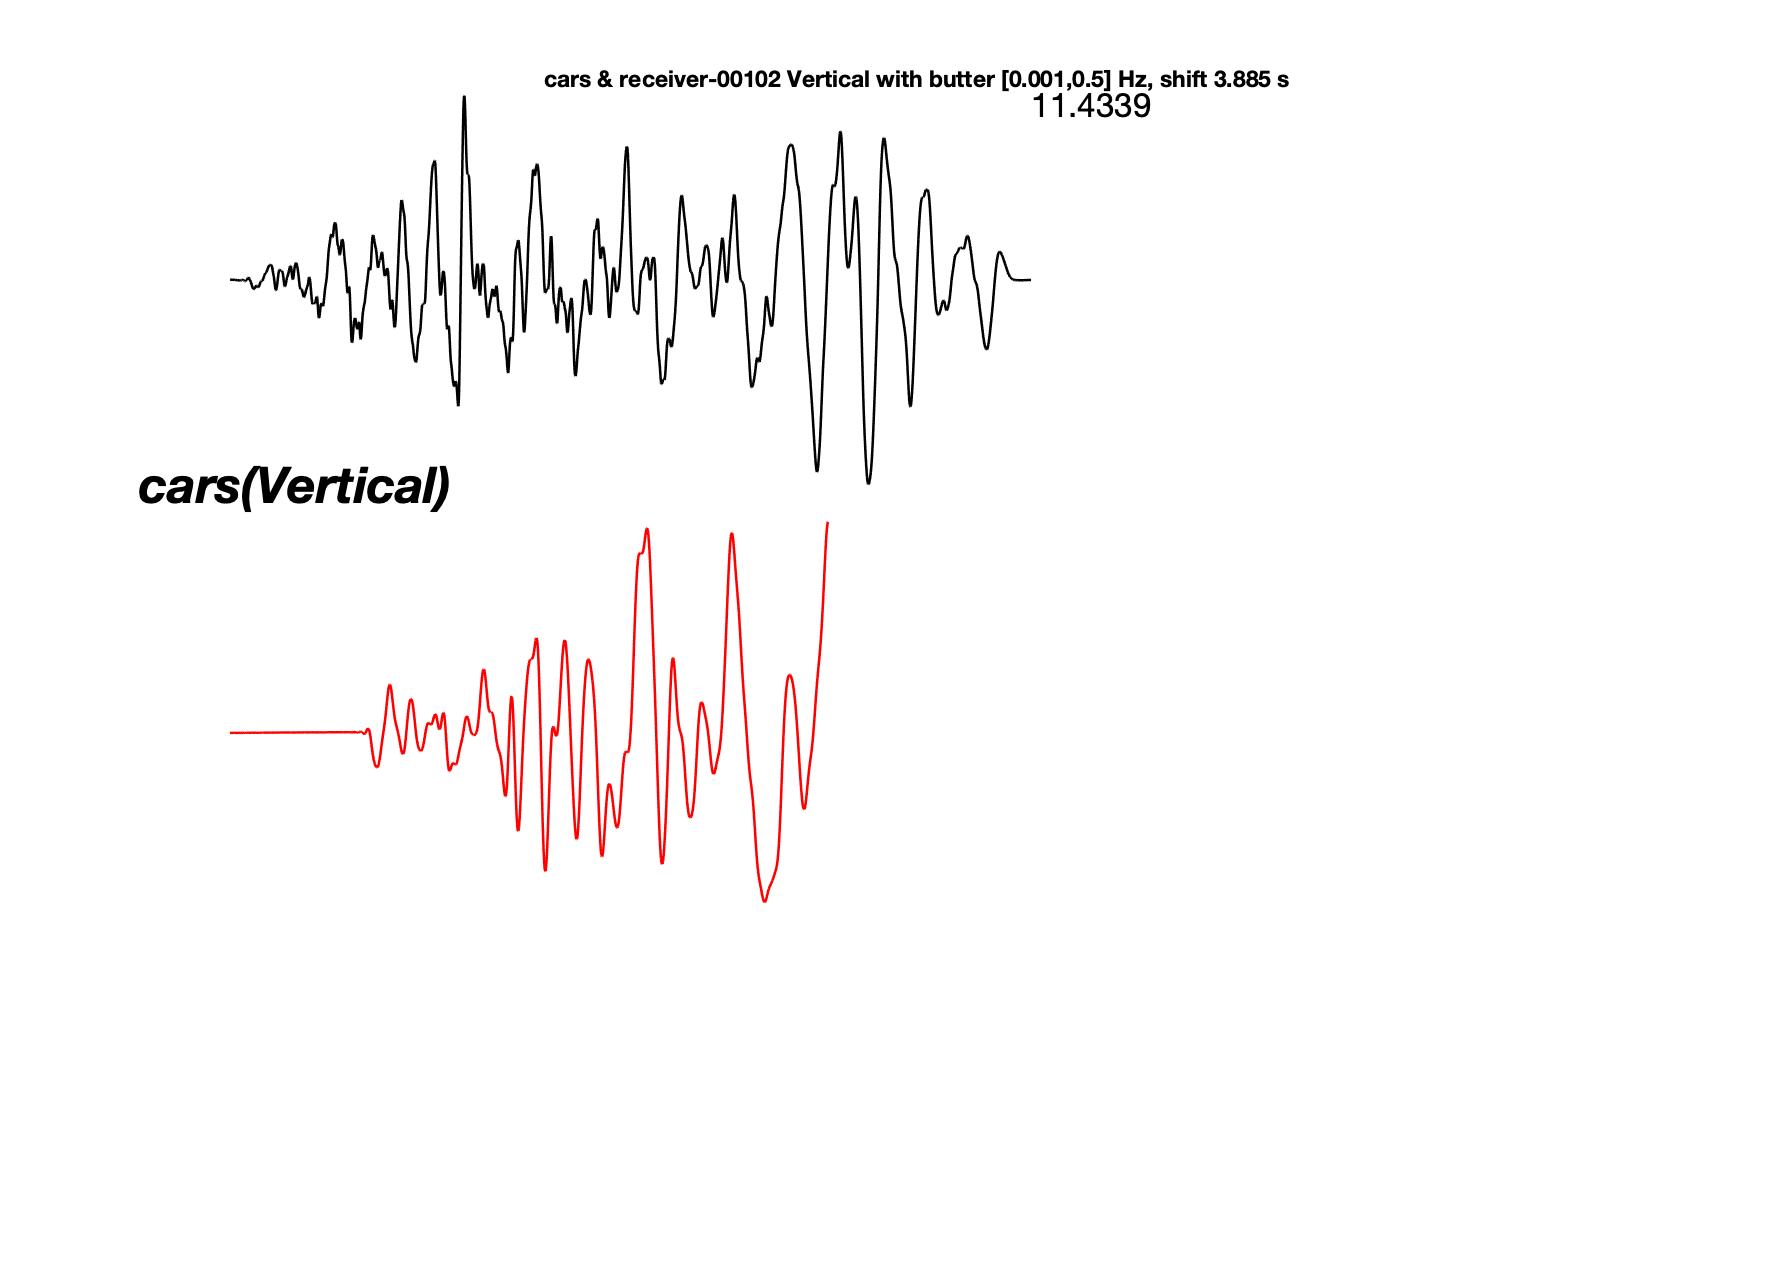 cars & receiver-00102 Vertical with butter [0.001,0.5] Hz, shift 3.885 s
11.4339
cars(Vertical)